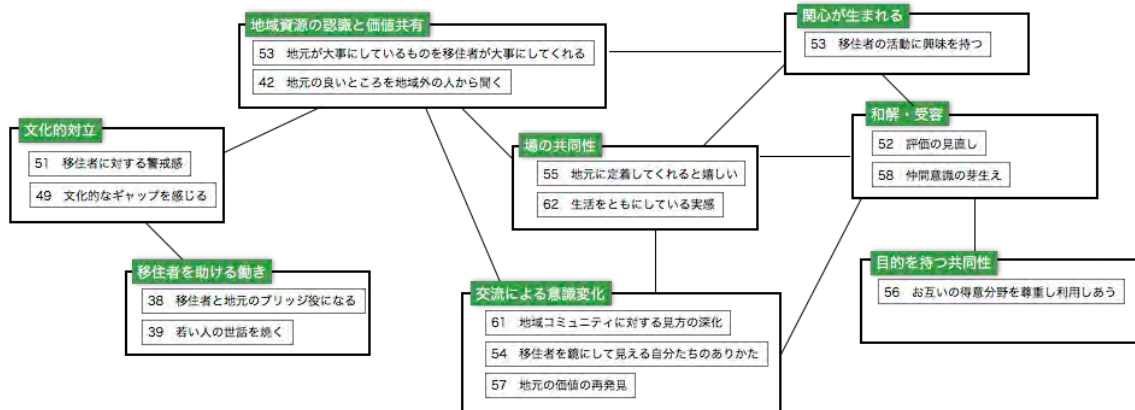 地域資源の認識と価値共有
53 地元が大事にしているものを移住者が大事にしてくれる
42 地元の良いところを地域外の人から聞く
関心が生まれる
53 移住者の活動に興味を持つ
文化的対立
51 移住者に対する警戒感
49 文化的なギャップを感じる
場の共同性
55 地元に定着してくれると嬉しい
62 生活をともにしている実感
和解・受容
52 評価の見直し
58 仲間意識の芽生え
移住者を助ける働き
38 移住者と地元のブリッジ役になる
39 若い人の世話を焼く
交流による意識変化
61 地域コミュニティに対する見方の深化
54 移住者を鏡にして見える自分たちのありかた
57 地元の価値の再発見
目的を持つ共同性
56 お互いの得意分野を尊重し利用しあう